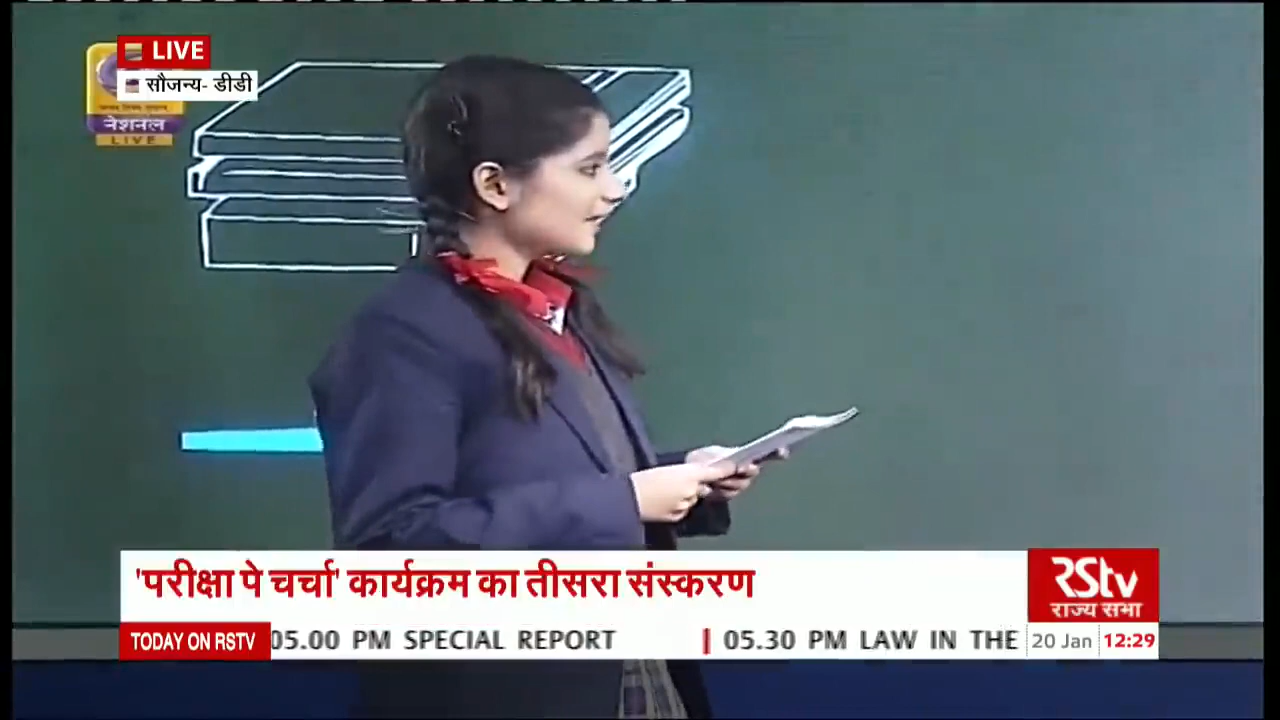 LIVE
सौजन्य- डीडी
नेशनल
LIVE
'परीक्षा पे चर्चा' कार्यक्रम का तीसरा संस्करण
RStv
राज्य सभा
TODAY ON RSTV
05.00 PM SPECIAL REPORT
05.30 PM LAW IN THE
20 Jan
12:29